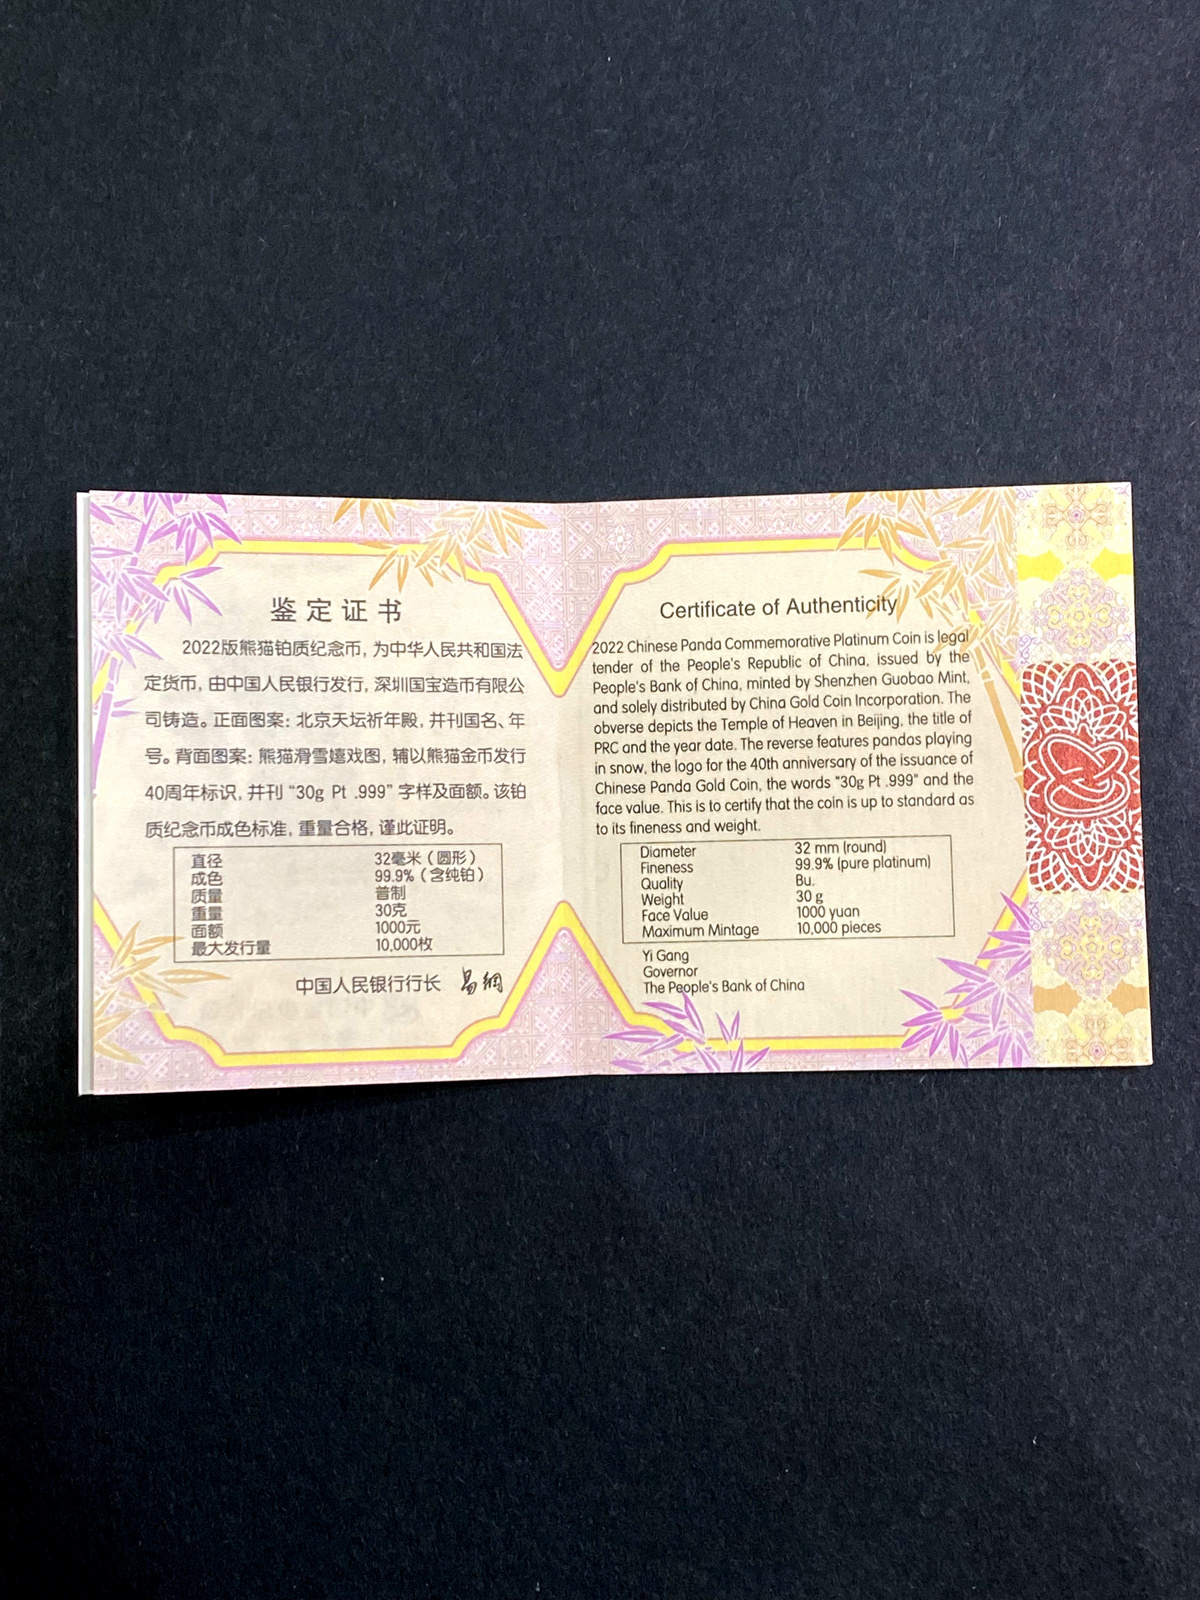 鉴定证书
2022版熊猫铂质纪念币，为中华人民共和国法
定货币，由中国人民银行发行，深圳国宝造币有限公
司铸造。正面图案：北京天坛祈年殿，并刊国名、年
号。背面图案：熊猫滑雪嬉戏图，辅以熊猫金币发行
40周年标识，并刊“30g Pt .999”字样及面额。该铂
质纪念币成色标准，重量合格，谨此证明。
直径 32毫米（圆形）
成色 99.9%（含纯铂）
质量 普制
重量 30克
面额 1000元
最大发行量 10,000枚
中国人民银行行长 易纲
Certificate of Authenticity
2022 Chinese Panda Commemorative Platinum Coin is legal
tender of the People's Republic of China, issued by the
People's Bank of China, minted by Shenzhen Guobao Mint,
and solely distributed by China Gold Coin Incorporation. The
obverse depicts the Temple of Heaven in Beijing, the title of
PRC and the year date. The reverse features pandas playing
in snow, the logo for the 40th anniversary of the issuance of
Chinese Panda Gold Coin, the words "30g Pt .999" and the
face value. This is to certify that the coin is up to standard as
to its fineness and weight.
Diameter 32 mm (round)
Fineness 99.9% (pure platinum)
Quality Bu.
Weight 30 g
Face Value 1000 yuan
Maximum Mintage 10,000 pieces
Yi Gang
Governor
The People's Bank of China